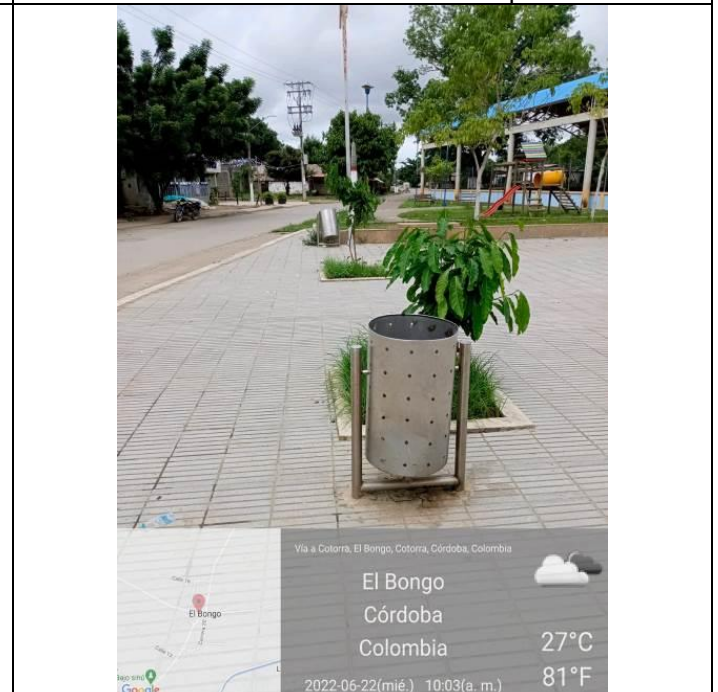 Vía a Cotorra, El Bongo, Cotorra, Córdoba, Colombia
El Bongo
Córdoba
Colombia
27°C
81°F
2022-06-22(mié.) 10:03(a. m.)
El Bongo
Google